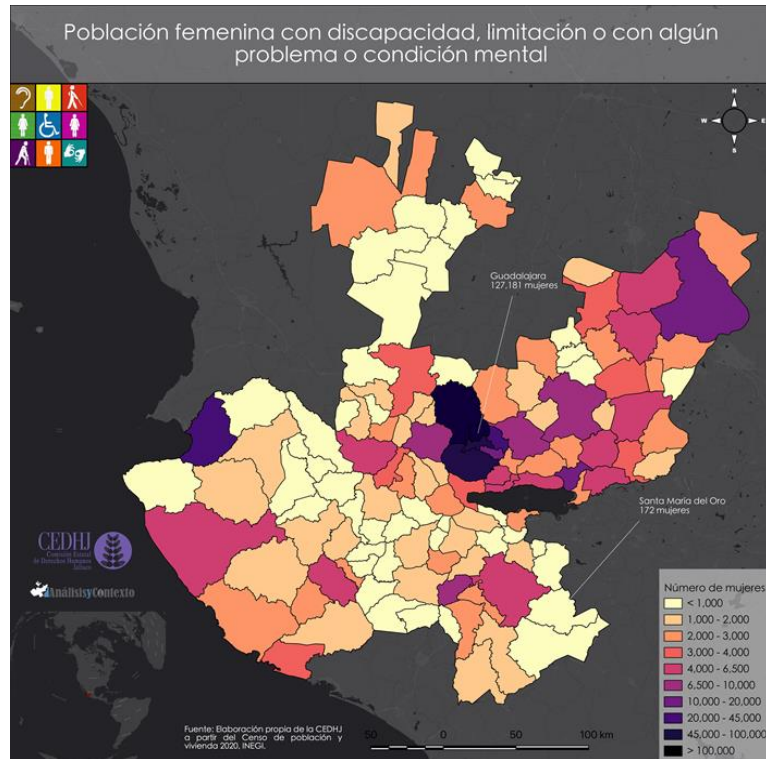 Población femenina con discapacidad, limitación o con algún
problema o condición mental
N
W
E
S
Guadalajara
127,181 mujeres
Santa María del Oro
172 mujeres
CEDHJ
Comisión Estatal
de Derechos Humanos
Jalisco
AnálisisyContexto
Número de mujeres
< 1,000
1,000 - 2,000
2,000 - 3,000
3,000 - 4,000
4,000 - 6,500
6,500 - 10,000
10,000 - 20,000
20,000 - 45,000
45,000 - 100,000
> 100,000
Fuente: Elaboración propia de la CEDHJ
a partir del Censo de población y
vivienda 2020, INEGI.
50 0 50 100 km